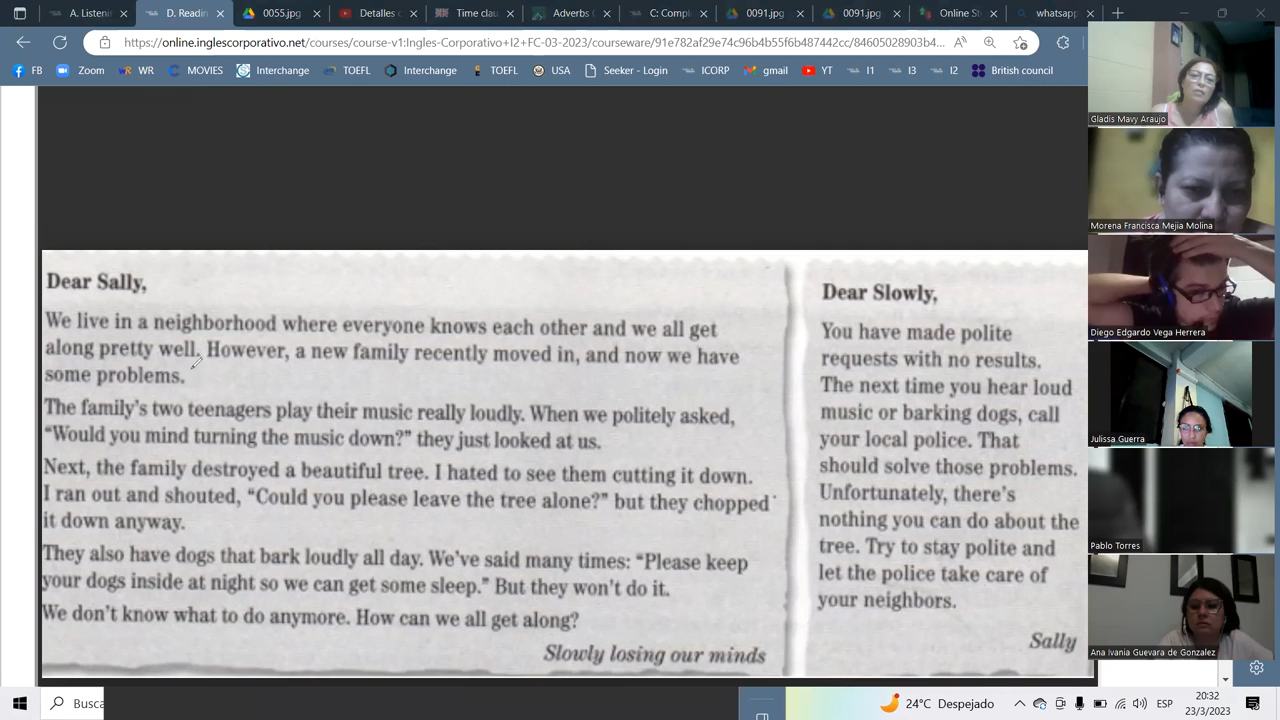 A. Listeni
D. Readin
0055.jpg
Detalles
Time clau
Adverbs
C: Compl
0091.jpg
0091.jpg
Online St
whatsapp
https://online.inglescorporativo.net/courses/course-v1:Ingles-Corporativo+I2+FC-03-2023/courseware/91e782af29e74c96b4b55f6b487442cc/84605028903b4...
FB
Zoom
WR
MOVIES
Interchange
TOEFL
Interchange
TOEFL
USA
Seeker - Login
ICORP
gmail
YT
I1
I3
I2
British council
Dear Sally,
We live in a neighborhood where everyone knows each other and we all get
along pretty well. However, a new family recently moved in, and now we have
some problems.
The family's two teenagers play their music really loudly. When we politely asked,
"Would you mind turning the music down?" they just looked at us.
Next, the family destroyed a beautiful tree. I hated to see them cutting it down.
I ran out and shouted, "Could you please leave the tree alone?" but they chopped
it down anyway.
They also have dogs that bark loudly all day. We've said many times: "Please keep
your dogs inside at night so we can get some sleep." But they won't do it.
We don't know what to do anymore. How can we all get along?
Slowly losing our minds
Dear Slowly,
You have made polite
requests with no results.
The next time you hear loud
music or barking dogs, call
your local police. That
should solve those problems.
Unfortunately, there's
nothing you can do about the
tree. Try to stay polite and
let the police take care of
your neighbors.
Sally
Gladis Mavy Araujo
Morena Francisca Mejia Molina
Diego Edgardo Vega Herrera
Julissa Guerra
Pablo Torres
Ana Ivania Guevara de Gonzalez
Busca
24°C Despejado
ESP
20:32
23/3/2023